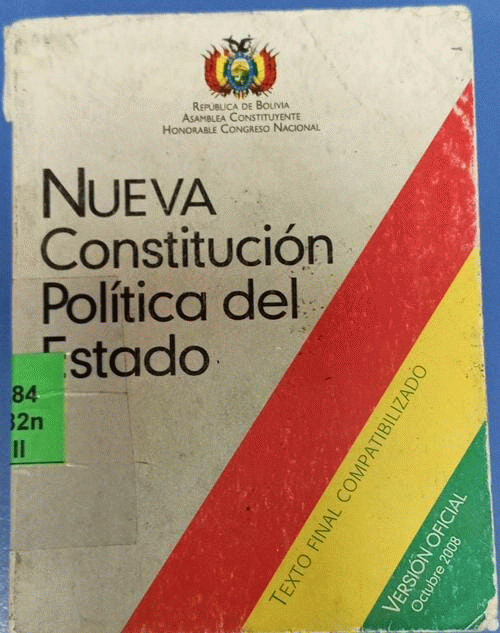 República de Bolivia
Asamblea Constituyente
Honorable Congreso Nacional
NUEVA
Constitución
Política del
Estado
84
32n
II
TEXTO FINAL COMPATIBILIZADO
VERSIÓN OFICIAL
Octubre 2008